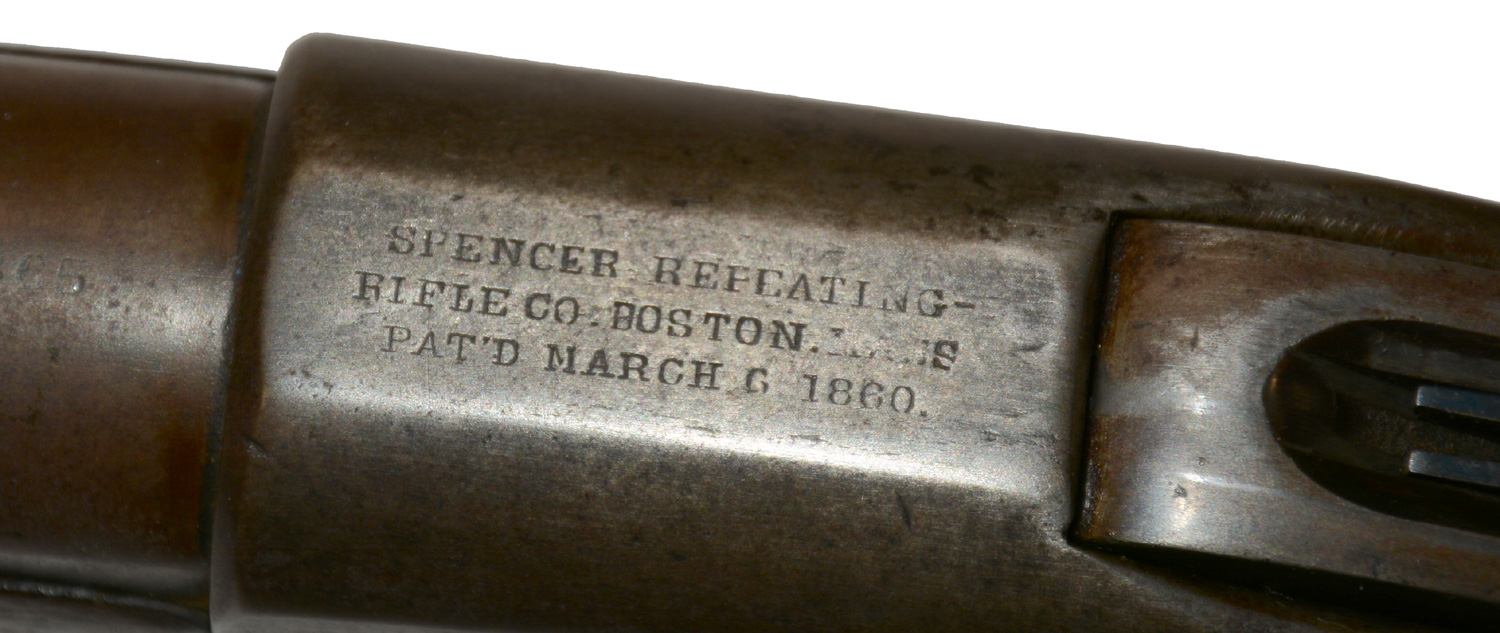 SPENCER REPEATING-
RIFLE CO. BOSTON.
PAT'D MARCH 6 1860.